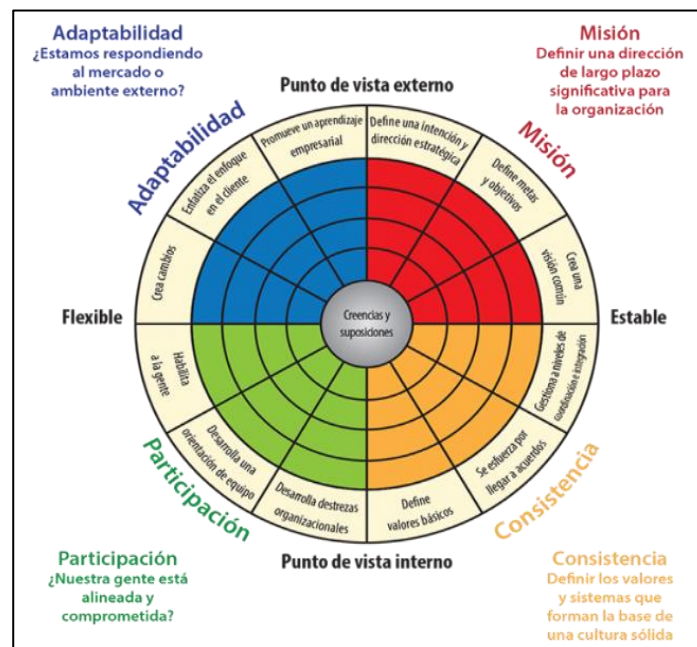 Adaptabilidad
¿Estamos respondiendo
al mercado o
ambiente externo?
Misión
Definir una dirección
de largo plazo
significativa para
la organización
Punto de vista externo
Adaptabilidad
Misión
Crea cambios
Enfatiza el enfoque
en el cliente
Promueve un aprendizaje
empresarial
Define una intención y
dirección estratégica
Define metas
y objetivos
Crea una
visión común
Flexible
Creencias y
suposiciones
Estable
Habilita
a la gente
Desarrolla una
orientación de equipo
Desarrolla destrezas
organizacionales
Define
valores básicos
Se esfuerza por
llegar a acuerdos
Gestiona a niveles de
coordinación e integración
Participación
Consistencia
Punto de vista interno
Participación
¿Nuestra gente está
alineada y
comprometida?
Consistencia
Definir los valores
y sistemas que
forman la base de
una cultura sólida